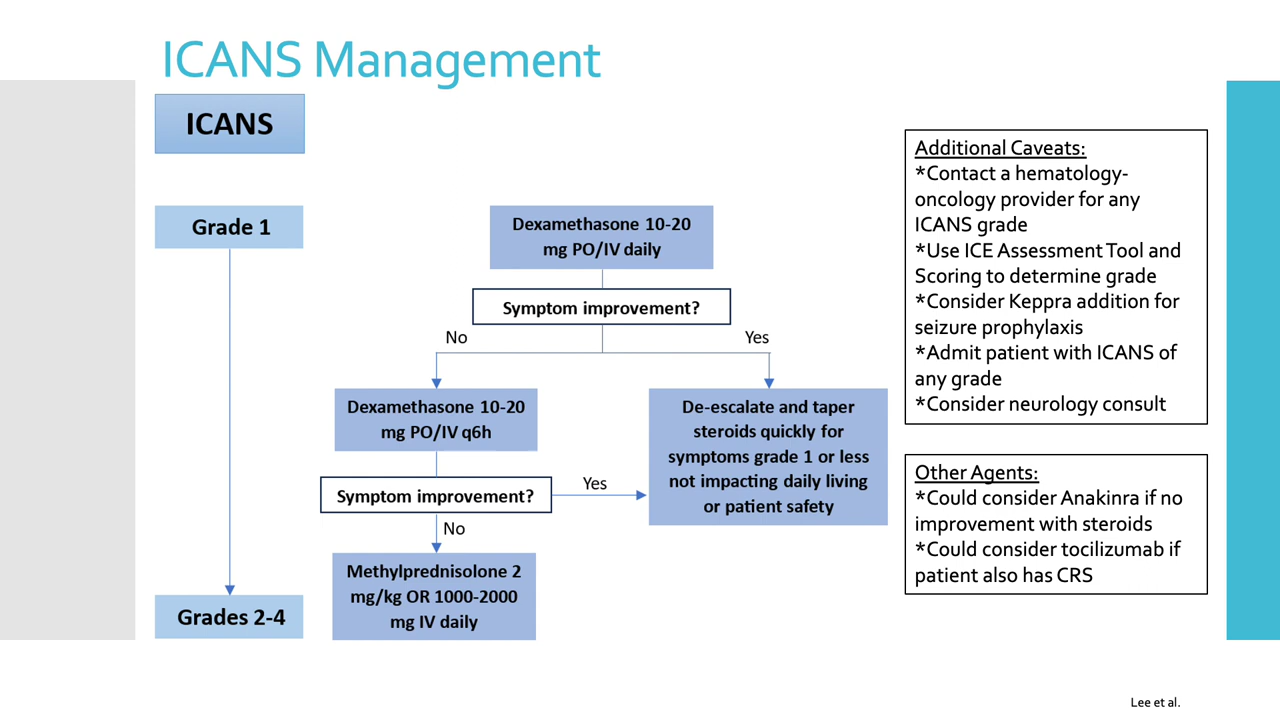 ICANS Management
ICANS
Grade 1
Dexamethasone 10-20
mg PO/IV daily
Symptom improvement?
No
Yes
Dexamethasone 10-20
mg PO/IV q6h
De-escalate and taper
steroids quickly for
symptoms grade 1 or less
not impacting daily living
or patient safety
Symptom improvement?
Yes
No
Methylprednisolone 2
mg/kg OR 1000-2000
mg IV daily
Grades 2-4
Additional Caveats:
*Contact a hematology-
oncology provider for any
ICANS grade
*Use ICE Assessment Tool and
Scoring to determine grade
*Consider Keppra addition for
seizure prophylaxis
*Admit patient with ICANS of
any grade
*Consider neurology consult
Other Agents:
*Could consider Anakinra if no
improvement with steroids
*Could consider tocilizumab if
patient also has CRS
Lee et al.